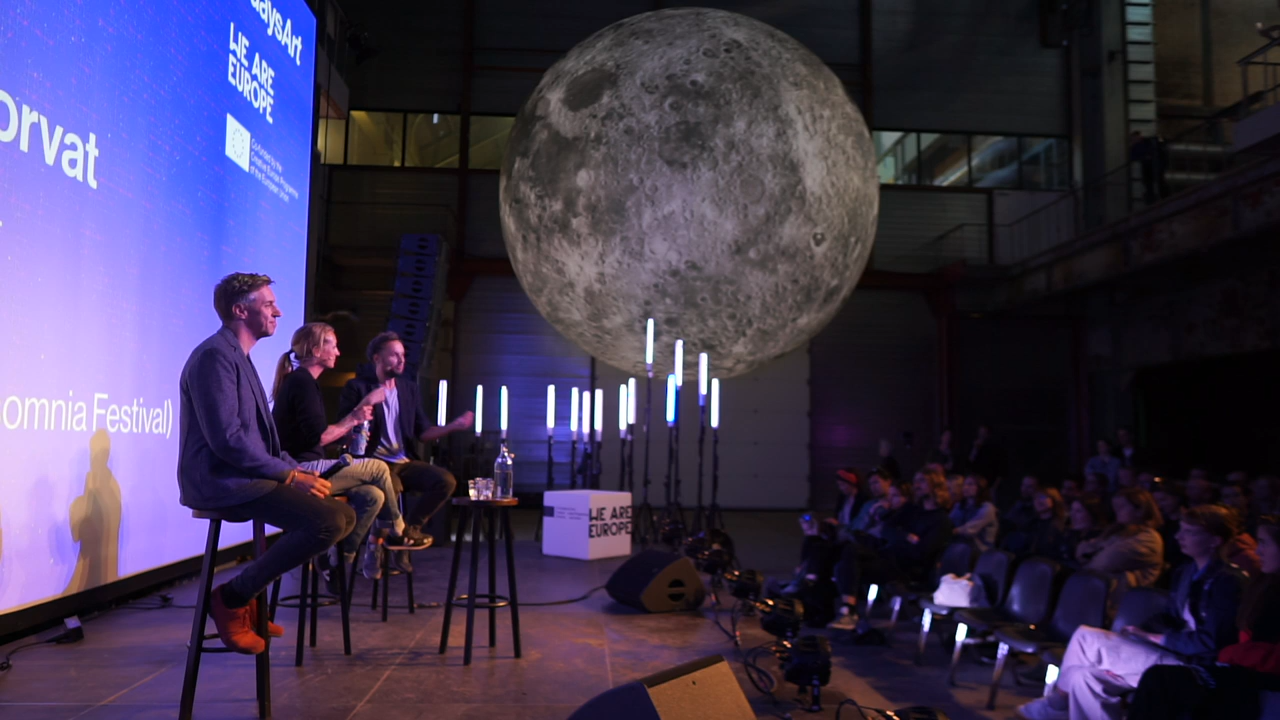 daysArt
WE ARE
EUROPE
orvat
Co-funded by the
Creative Europe Programme
of the European Union
omnia Festival)
WE ARE
EUROPE